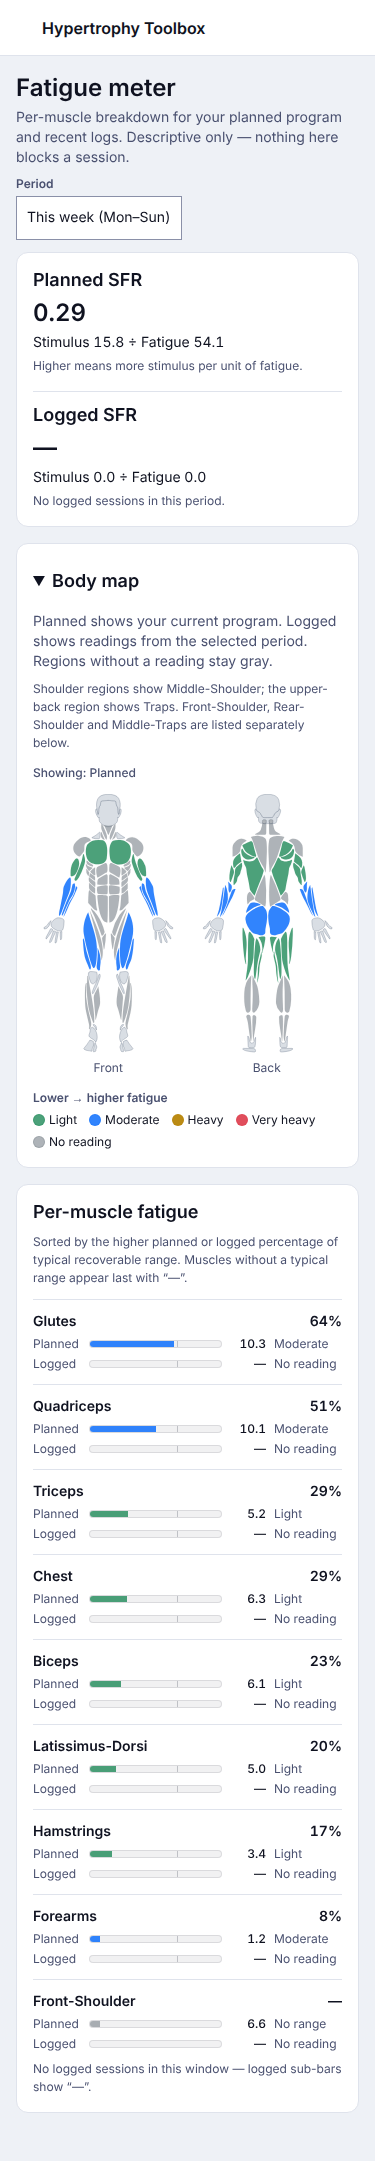 Hypertrophy Toolbox
Fatigue meter
Per-muscle breakdown for your planned program
and recent logs. Descriptive only — nothing here
blocks a session.
Period
This week (Mon–Sun)
Planned SFR
0.29
Stimulus 15.8 ÷ Fatigue 54.1
Higher means more stimulus per unit of fatigue.
Logged SFR
—
Stimulus 0.0 ÷ Fatigue 0.0
No logged sessions in this period.
▼ Body map
Planned shows your current program. Logged
shows readings from the selected period.
Regions without a reading stay gray.
Shoulder regions show Middle-Shoulder; the upper-
back region shows Traps. Front-Shoulder, Rear-
Shoulder and Middle-Traps are listed separately
below.
Showing: Planned
Front Back
Lower → higher fatigue
Light Moderate Heavy Very heavy
No reading
Per-muscle fatigue
Sorted by the higher planned or logged percentage of
typical recoverable range. Muscles without a typical
range appear last with “—”.
Glutes 64%
Planned 10.3 Moderate
Logged — No reading
Quadriceps 51%
Planned 10.1 Moderate
Logged — No reading
Triceps 29%
Planned 5.2 Light
Logged — No reading
Chest 29%
Planned 6.3 Light
Logged — No reading
Biceps 23%
Planned 6.1 Light
Logged — No reading
Latissimus-Dorsi 20%
Planned 5.0 Light
Logged — No reading
Hamstrings 17%
Planned 3.4 Light
Logged — No reading
Forearms 8%
Planned 1.2 Moderate
Logged — No reading
Front-Shoulder —
Planned 6.6 No range
Logged — No reading
No logged sessions in this window — logged sub-bars
show “—”.